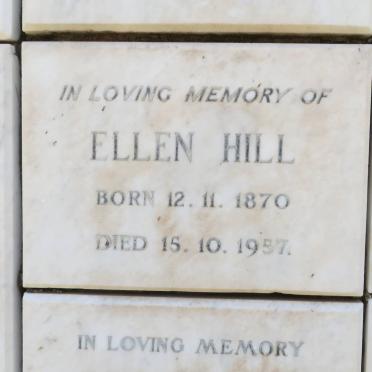 IN LOVING MEMORY OF
ELLEN HILL
BORN 12.11.1870
DIED 15.10.1957.
IN LOVING MEMORY